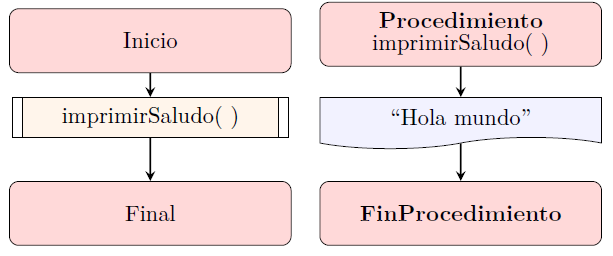 Inicio
imprimirSaludo( )
Final
Procedimiento
imprimirSaludo( )
“Hola mundo”
FinProcedimiento